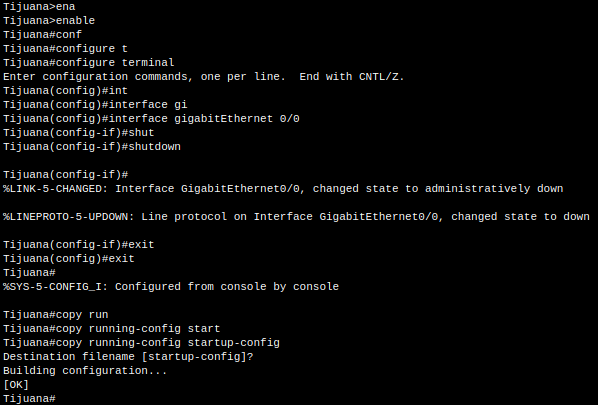 Tijuana>ena
Tijuana>enable
Tijuana#conf
Tijuana#configure t
Tijuana#configure terminal
Enter configuration commands, one per line.  End with CNTL/Z.
Tijuana(config)#int
Tijuana(config)#interface gi
Tijuana(config)#interface gigabitEthernet 0/0
Tijuana(config-if)#shut
Tijuana(config-if)#shutdown
Tijuana(config-if)#
%LINK-5-CHANGED: Interface GigabitEthernet0/0, changed state to administratively down
%LINEPROTO-5-UPDOWN: Line protocol on Interface GigabitEthernet0/0, changed state to down
Tijuana(config-if)#exit
Tijuana(config)#exit
Tijuana#
%SYS-5-CONFIG_I: Configured from console by console
Tijuana#copy run
Tijuana#copy running-config start
Tijuana#copy running-config startup-config
Destination filename [startup-config]?
Building configuration...
[OK]
Tijuana#